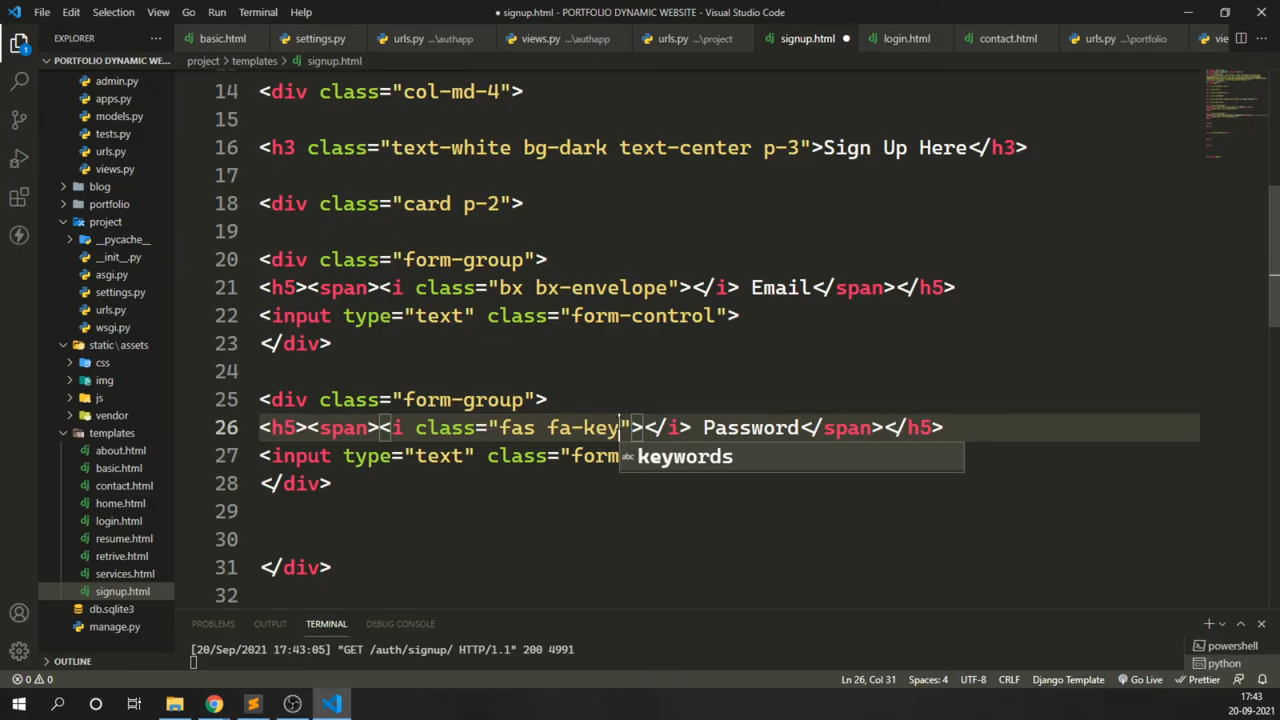 File Edit Selection View Go Run Terminal Help
● signup.html - PORTFOLIO DYNAMIC WEBSITE - Visual Studio Code
EXPLORER
basic.html settings.py urls.py ...\authapp views.py ...\authapp urls.py ...\project signup.html login.html contact.html urls.py ...\portfolio vie
PORTFOLIO DYNAMIC WE...
project > templates > signup.html
admin.py
apps.py
models.py
tests.py
urls.py
views.py
blog
portfolio
project
__pycache__
__init__.py
asgi.py
settings.py
urls.py
wsgi.py
static\assets
css
img
js
vendor
templates
about.html
basic.html
contact.html
home.html
login.html
resume.html
retrive.html
services.html
signup.html
db.sqlite3
manage.py
OUTLINE
14 <div class="col-md-4">
15
16 <h3 class="text-white bg-dark text-center p-3">Sign Up Here</h3>
17
18 <div class="card p-2">
19
20 <div class="form-group">
21 <h5><span><i class="bx bx-envelope"></i> Email</span></h5>
22 <input type="text" class="form-control">
23 </div>
24
25 <div class="form-group">
26 <h5><span><i class="fas fa-key"></i> Password</span></h5>
27 <input type="text" class="form
abc keywords
28 </div>
29
30
31 </div>
32
PROBLEMS OUTPUT TERMINAL DEBUG CONSOLE
[20/Sep/2021 17:43:05] "GET /auth/signup/ HTTP/1.1" 200 4991
powershell
python
0 0 Ln 26, Col 31 Spaces: 4 UTF-8 CRLF Django Template Go Live Prettier
17:43
20-09-2021